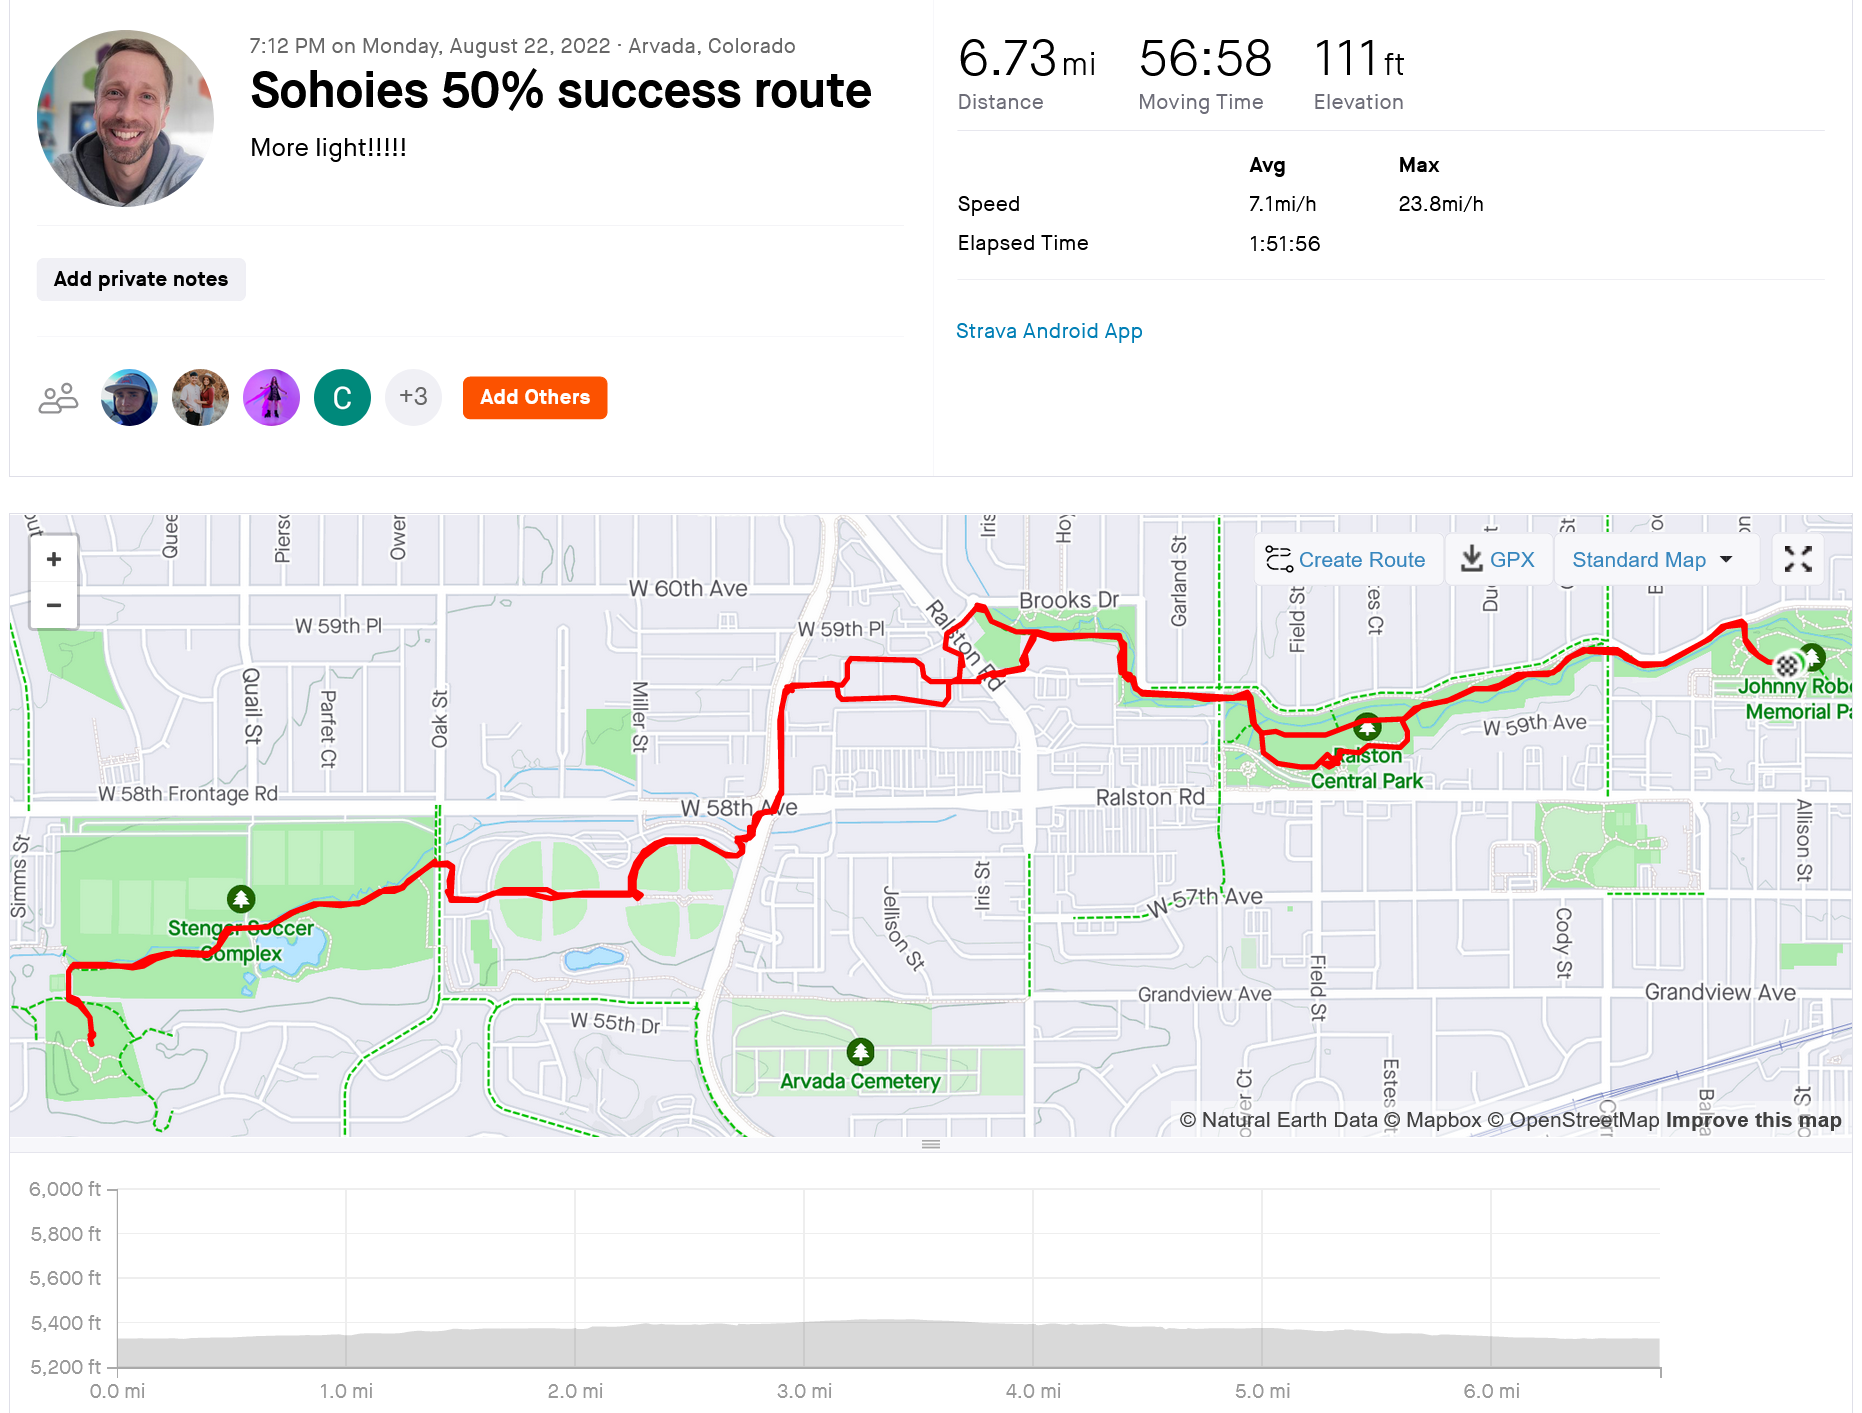 7:12 PM on Monday, August 22, 2022 · Arvada, Colorado
Sohoies 50% success route
More light!!!!!
Add private notes
C
+3
Add Others
6.73 mi
56:58
111 ft
Distance
Moving Time
Elevation
Avg
Max
Speed
7.1mi/h
23.8mi/h
Elapsed Time
1:51:56
Strava Android App
+
−
Create Route
GPX
Standard Map
W 60th Ave
Brooks Dr
W 59th Pl
W 59th Pl
Ralston Rd
Garland St
Field St
Quail St
Parfet Ct
Oak St
Miller St
Johnny Robe
Memorial Pa
W 59th Ave
Ralston
Central Park
W 58th Frontage Rd
W 58th Ave
Ralston Rd
Simms St
Allison St
Stenger Soccer
Complex
Jellison St
Iris St
W 57th Ave
Cody St
Field St
Grandview Ave
Grandview Ave
W 55th Dr
Arvada Cemetery
© Natural Earth Data © Mapbox © OpenStreetMap Improve this map
6,000 ft
5,800 ft
5,600 ft
5,400 ft
5,200 ft
0.0 mi
1.0 mi
2.0 mi
3.0 mi
4.0 mi
5.0 mi
6.0 mi